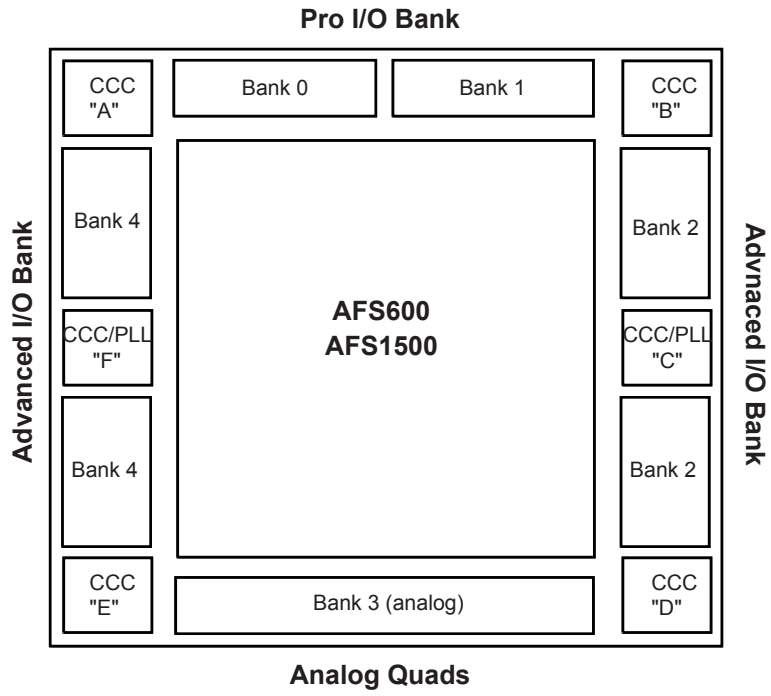 Pro I/O Bank
CCC
"A"
Bank 0
Bank 1
CCC
"B"
Bank 4
Bank 2
Advanced I/O Bank
Advnaced I/O Bank
CCC/PLL
"F"
AFS600
AFS1500
CCC/PLL
"C"
Bank 4
Bank 2
CCC
"E"
Bank 3 (analog)
CCC
"D"
Analog Quads